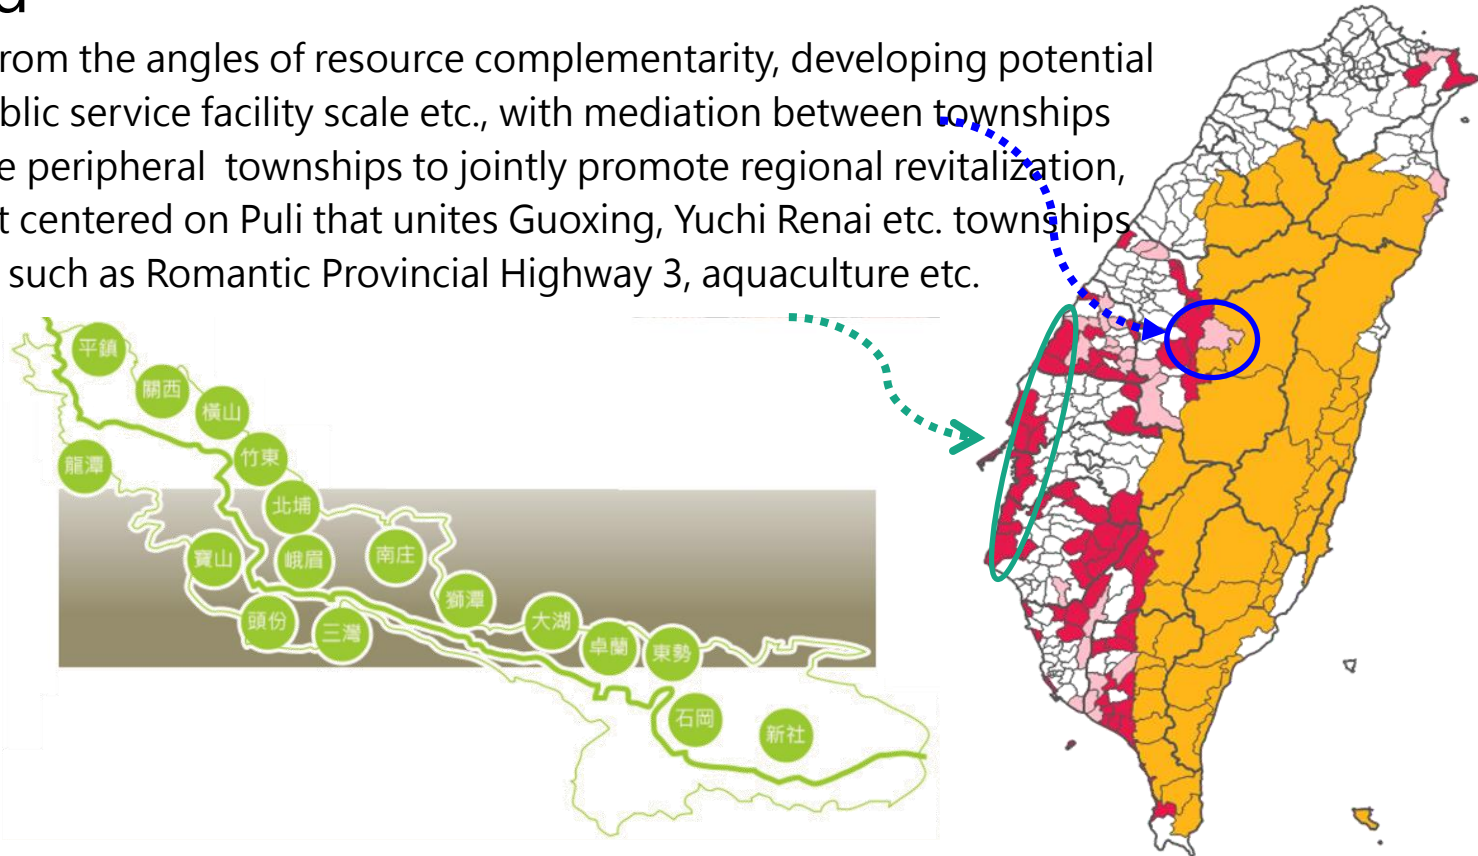 rom the angles of resource complementarity, developing potential
blic service facility scale etc., with mediation between townships
e peripheral townships to jointly promote regional revitalization,
t centered on Puli that unites Guoxing, Yuchi Renai etc. townships
such as Romantic Provincial Highway 3, aquaculture etc.
平鎮
關西
橫山
龍潭
竹東
北埔
寶山
峨眉
南庄
獅潭
頭份
三灣
大湖
卓蘭
東勢
石岡
新社